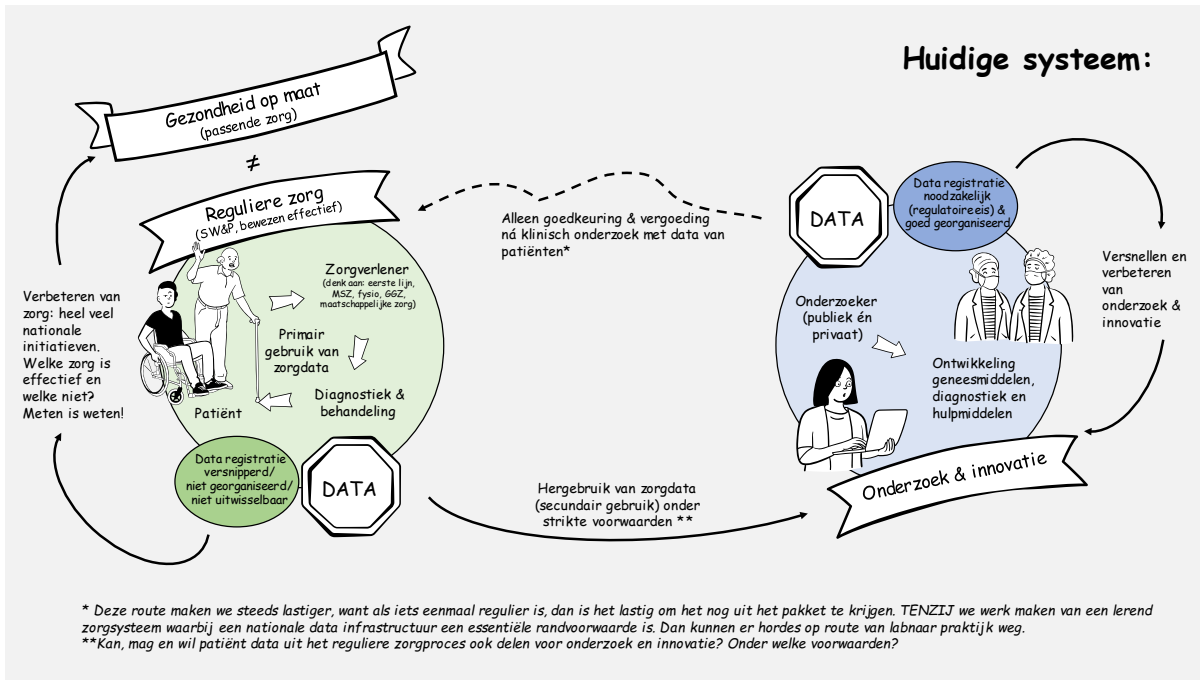 Huidige systeem:
Gezondheid op maat
(passende zorg)
≠
Reguliere zorg
(SW&P, bewezen effectief)
Zorgverlener
(denk aan: eerste lijn,
MSZ, fysio, GGZ,
maatschappelijke zorg)
Primair
gebruik van
zorgdata
Diagnostiek &
behandeling
Patiënt
Data registratie
versnipperd/
niet georganiseerd/
niet uitwisselbaar
DATA
Verbeteren van
zorg: heel veel
nationale
initiatieven.
Welke zorg is
effectief en
welke niet?
Meten is weten!
Alleen goedkeuring & vergoeding
ná klinisch onderzoek met data van
patiënten*
Hergebruik van zorgdata
(secundair gebruik) onder
strikte voorwaarden **
DATA
Data registratie
noodzakelijk
(regulatoireeis) &
goed georganiseerd
Onderzoeker
(publiek én
privaat)
Ontwikkeling
geneesmiddelen,
diagnostiek en
hulpmiddelen
Onderzoek & innovatie
Versnellen en
verbeteren
van
onderzoek &
innovatie
* Deze route maken we steeds lastiger, want als iets eenmaal regulier is, dan is het lastig om het nog uit het pakket te krijgen. TENZIJ we werk maken van een lerend
zorgsysteem waarbij een nationale data infrastructuur een essentiële randvoorwaarde is. Dan kunnen er hordes op route van labnaar praktijk weg.
**Kan, mag en wil patiënt data uit het reguliere zorgproces ook delen voor onderzoek en innovatie? Onder welke voorwaarden?